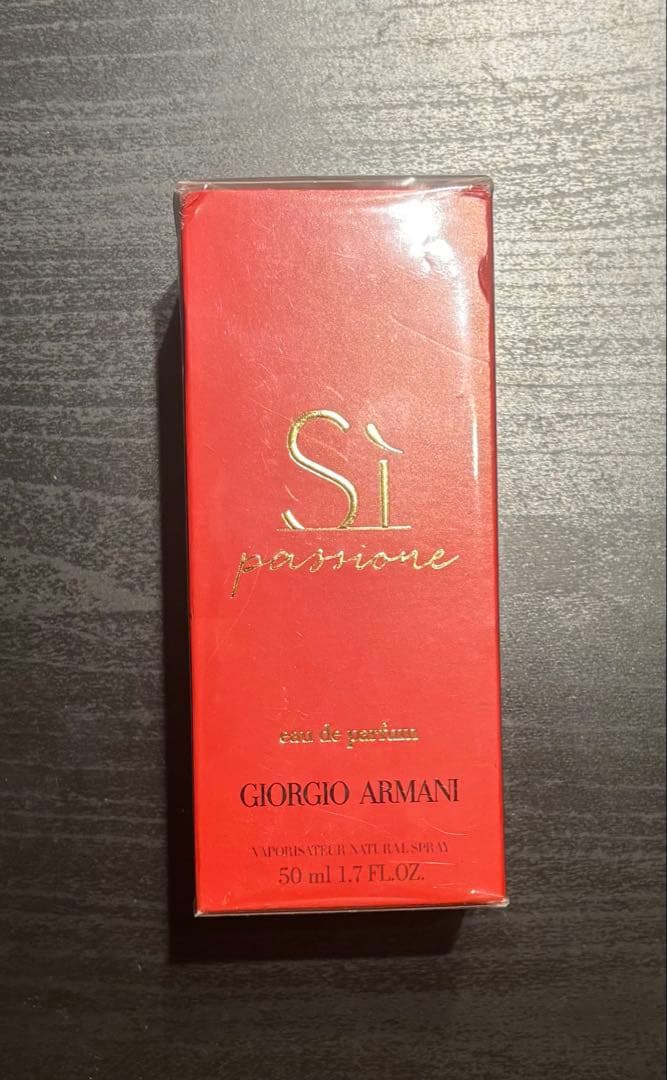 Sì
passione
eau de parfum
GIORGIO ARMANI
VAPORISATEUR NATURAL SPRAY
50 ml 1.7 FL.OZ.